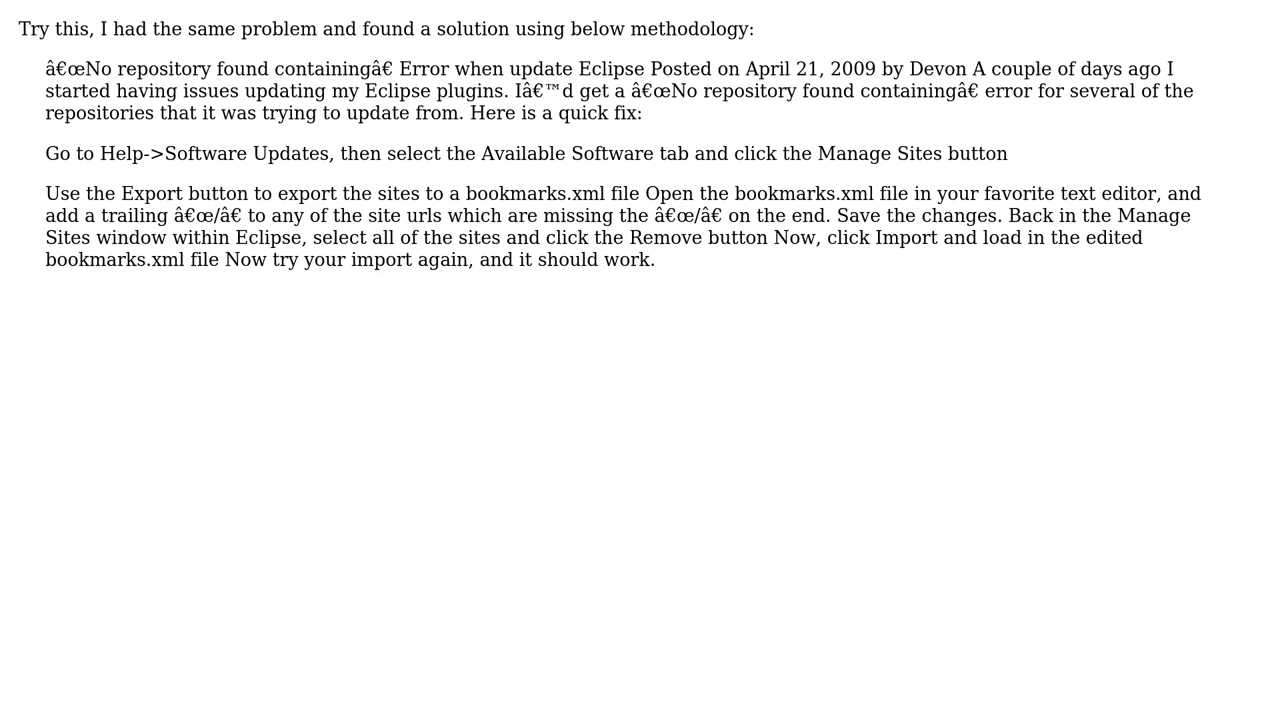 Try this, I had the same problem and found a solution using below methodology:
â€œNo repository found containingâ€ Error when update Eclipse Posted on April 21, 2009 by Devon A couple of days ago I
started having issues updating my Eclipse plugins. Iâ€™d get a â€œNo repository found containingâ€ error for several of the
repositories that it was trying to update from. Here is a quick fix:
Go to Help->Software Updates, then select the Available Software tab and click the Manage Sites button
Use the Export button to export the sites to a bookmarks.xml file Open the bookmarks.xml file in your favorite text editor, and
add a trailing â€œ/â€ to any of the site urls which are missing the â€œ/â€ on the end. Save the changes. Back in the Manage
Sites window within Eclipse, select all of the sites and click the Remove button Now, click Import and load in the edited
bookmarks.xml file Now try your import again, and it should work.